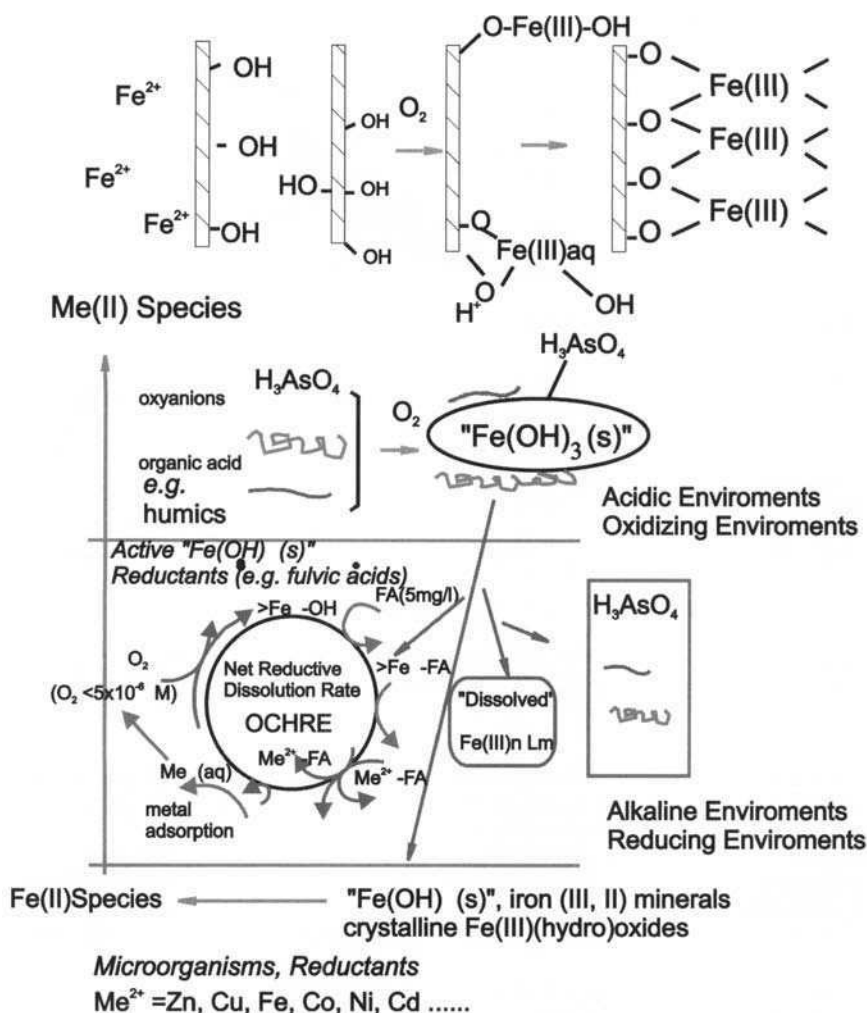 O-Fe(III)-OH
Fe²⁺ OH O₂ -O Fe(III)
OH OH -O Fe(III)
Fe²⁺ HO OH -O Fe(III)
Fe²⁺ OH OH -O
O Fe(III)aq
O
H⁺ OH
Me(II) Species
H₃AsO₄
oxyanions H₃AsO₄
O₂ "Fe(OH)₃ (s)"
organic acid
e.g.
humics
Acidic Enviroments
Oxidizing Enviroments
Active "Fe(OH) (s)"
Reductants (e.g. fulvic acids)
>Fe -OH FA(5mg/l)
H₃AsO₄
O₂ Net Reductive >Fe -FA
(O₂ <5x10⁻⁶ M) Dissolution Rate "Dissolved"
OCHRE Fe(III)n Lm
Me²⁺ -FA
Me (aq) Me²⁺ -FA
metal
adsorption
Alkaline Enviroments
Reducing Enviroments
Fe(II)Species "Fe(OH) (s)", iron (III, II) minerals
crystalline Fe(III)(hydro)oxides
Microorganisms, Reductants
Me²⁺ =Zn, Cu, Fe, Co, Ni, Cd ......